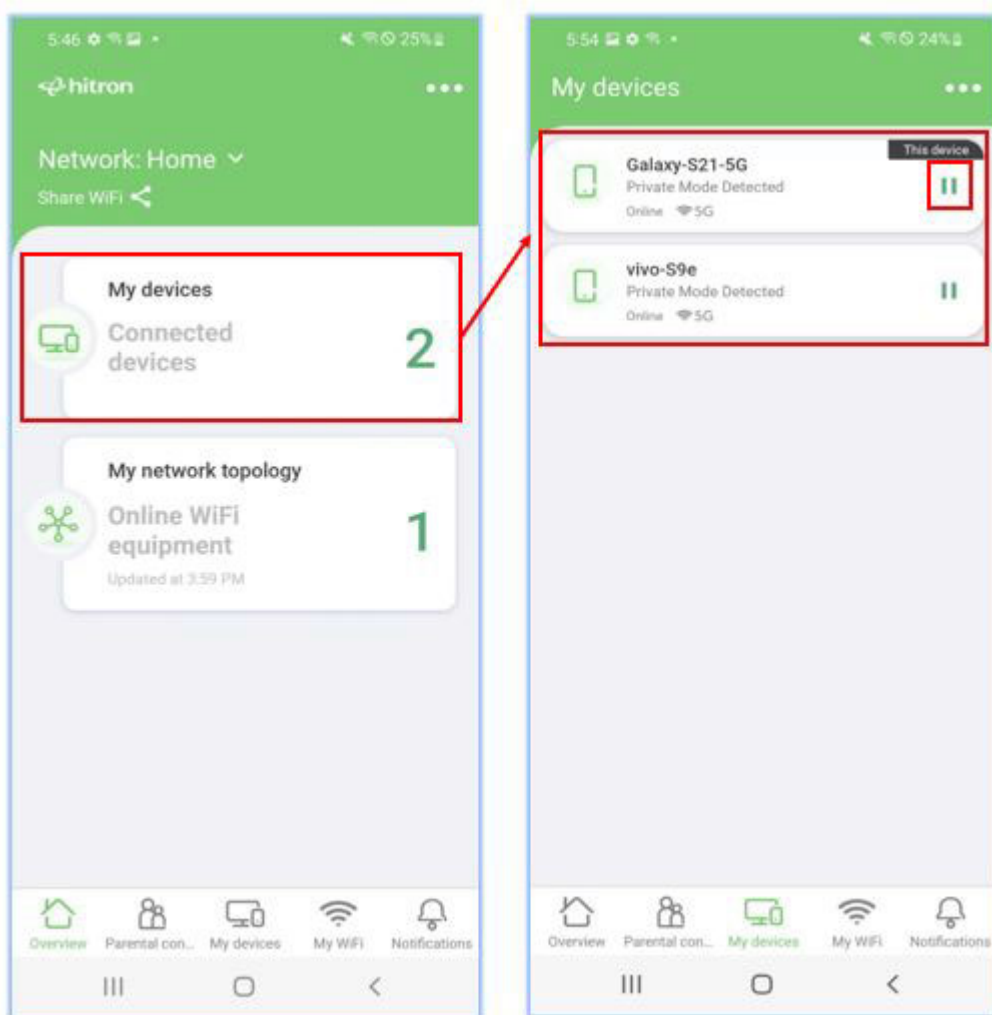 5:46
25%
hitron
Network: Home
Share WiFi
My devices
Connected
devices
2
My network topology
Online WiFi
equipment
1
Updated at 3:59 PM
Overview
Parental con...
My devices
My WiFi
Notifications
5:54
24%
My devices
This device
Galaxy-S21-5G
Private Mode Detected
Online 5G
vivo-S9e
Private Mode Detected
Online 5G
Overview
Parental con...
My devices
My WiFi
Notifications